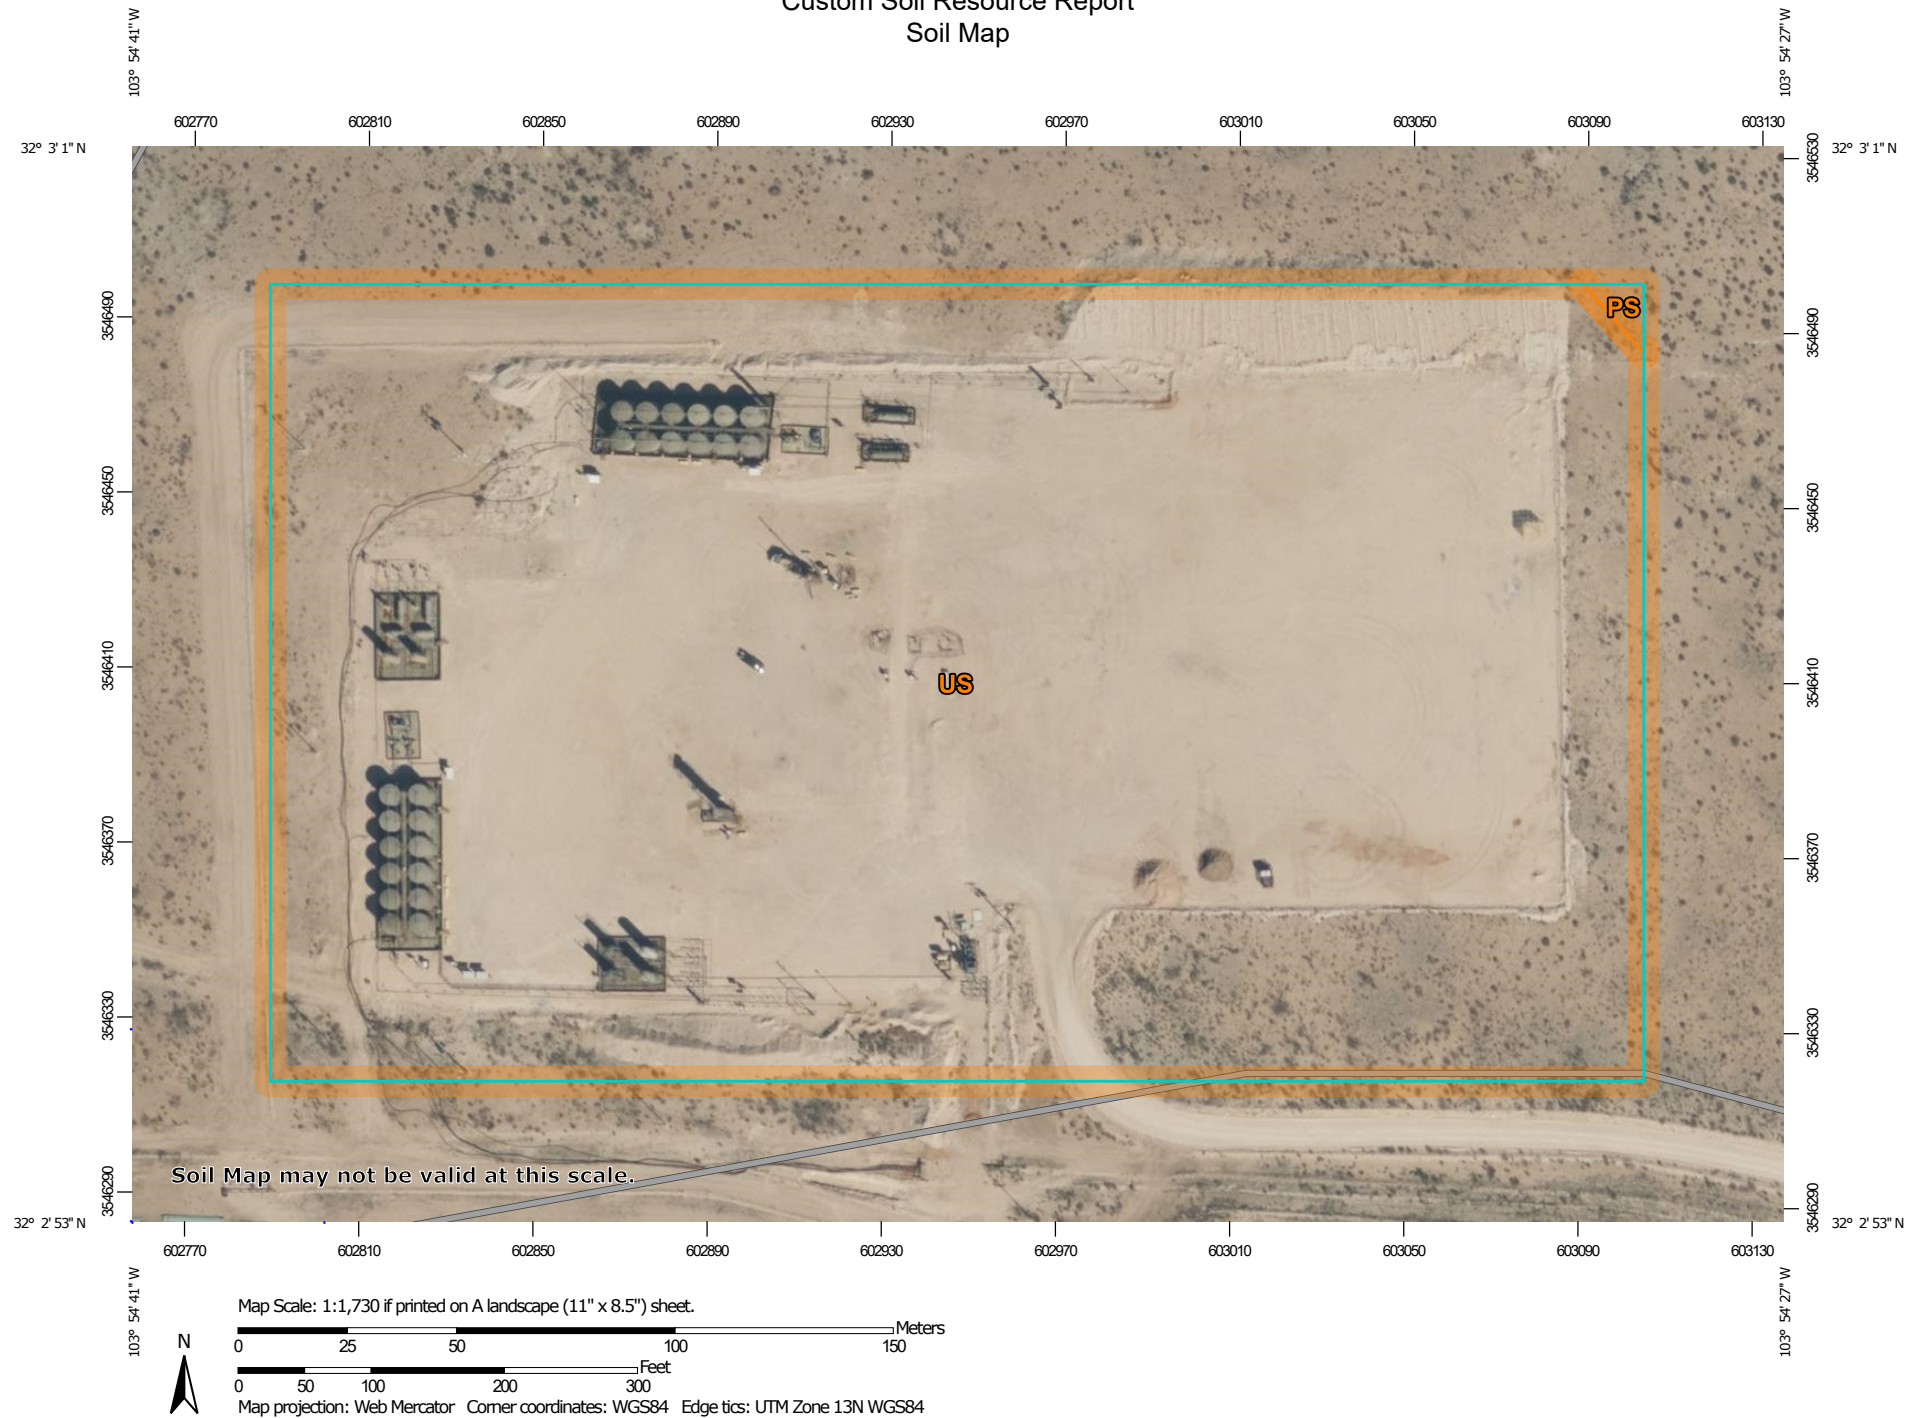 Custom Soil Resource Report
Soil Map
103° 54' 41" W
103° 54' 27" W
602770 602810 602850 602890 602930 602970 603010 603050 603090 603130
32° 3' 1" N
32° 3' 1" N
3546530
3546490
3546490
PS
3546450
3546450
3546410
3546410
US
3546370
3546370
3546330
3546330
3546290
3546290
Soil Map may not be valid at this scale.
32° 2' 53" N
32° 2' 53" N
602770 602810 602850 602890 602930 602970 603010 603050 603090 603130
103° 54' 41" W
103° 54' 27" W
Map Scale: 1:1,730 if printed on A landscape (11" x 8.5") sheet.
N
Meters
0 25 50 100 150
Feet
0 50 100 200 300
Map projection: Web Mercator Corner coordinates: WGS84 Edge tics: UTM Zone 13N WGS84